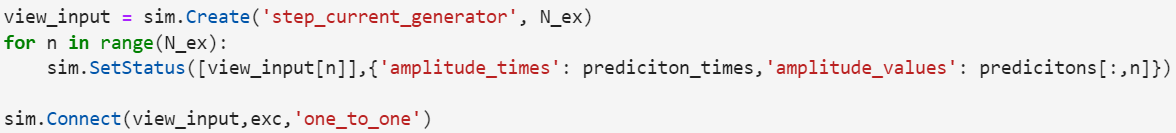 view_input = sim.Create('step_current_generator', N_ex)
for n in range(N_ex):
    sim.SetStatus([view_input[n]],{'amplitude_times': prediciton_times,'amplitude_values': predicitons[:,n]})
sim.Connect(view_input,exc,'one_to_one')